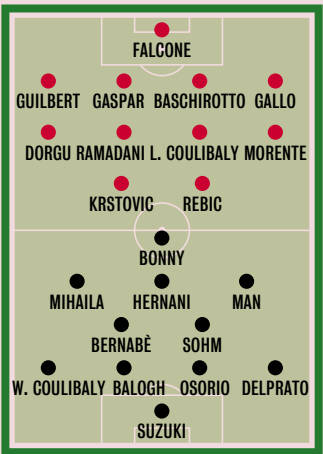 FALCONE
GUILBERT GASPAR BASCHIROTTO GALLO
DORGU RAMADANI L. COULIBALY MORENTE
KRSTOVIC REBIC
BONNY
MIHAILA HERNANI MAN
BERNABÈ SOHM
W. COULIBALY BALOGH OSORIO DELPRATO
SUZUKI